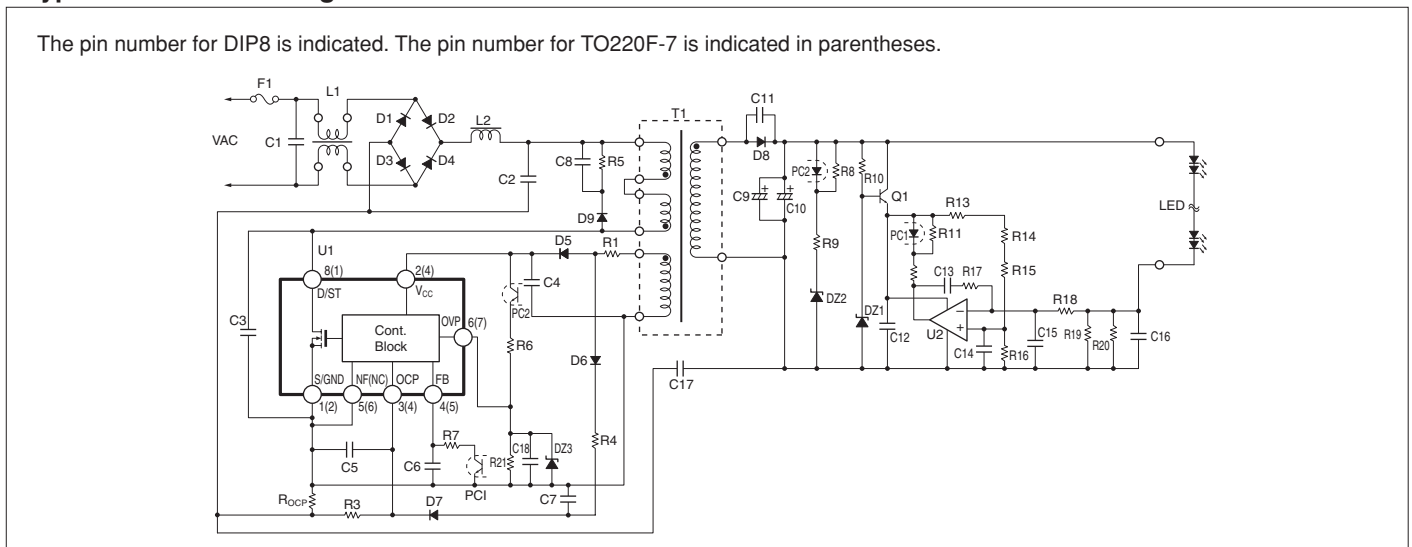 The pin number for DIP8 is indicated. The pin number for TO220F-7 is indicated in parentheses.
F1
L1
T1
C11
D1
D2
L2
VAC
C1
D3
D4
C8
R5
D8
C2
PC2
R8
R10
Q1
C9
C10
R13
LED
D9
U1
D5
R1
R9
PC1
R11
R14
8(1)
2(4)
D/ST
VCC
C4
PC2
C13
R17
R15
DZ2
DZ1
R18
C3
Cont.
Block
OVP
6(7)
R6
D6
U2
C12
C14
R16
C15
R19
R20
C16
S/GND
NF(NC)
OCP
FB
C17
1(2)
5(6)
3(4)
4(5)
R7
C18
DZ3
R4
C5
C6
R21
PCI
C7
ROCP
R3
D7